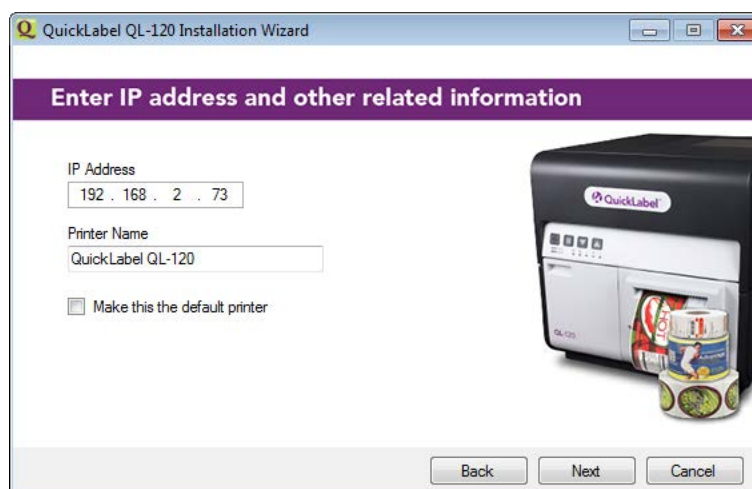 QuickLabel QL-120 Installation Wizard
Enter IP address and other related information
IP Address
192 . 168 . 2 . 73
Printer Name
QuickLabel QL-120
Make this the default printer
QuickLabel
QL-120
HOT
Back Next Cancel